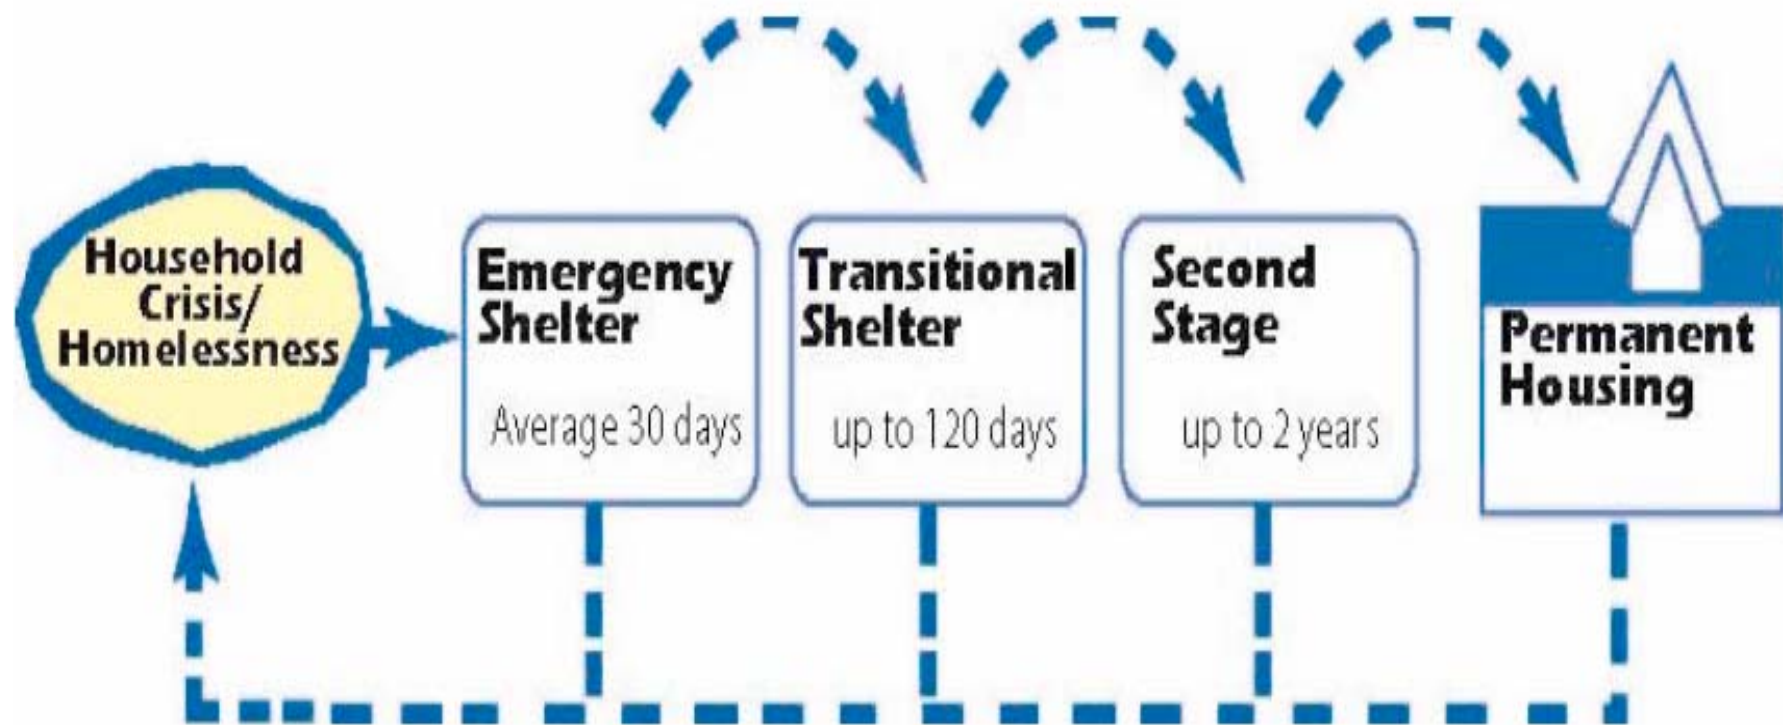 Household
Crisis/
Homelessness
Emergency
Shelter
Average 30 days
Transitional
Shelter
up to 120 days
Second
Stage
up to 2 years
Permanent
Housing